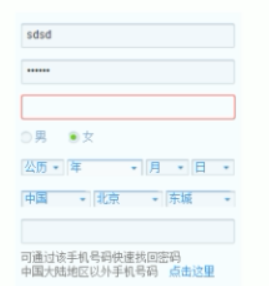 sdsd
••••••
男 女
公历 年 月 日
中国 北京 东城
可通过该手机号码快速找回密码
中国大陆地区以外手机号码 点击这里